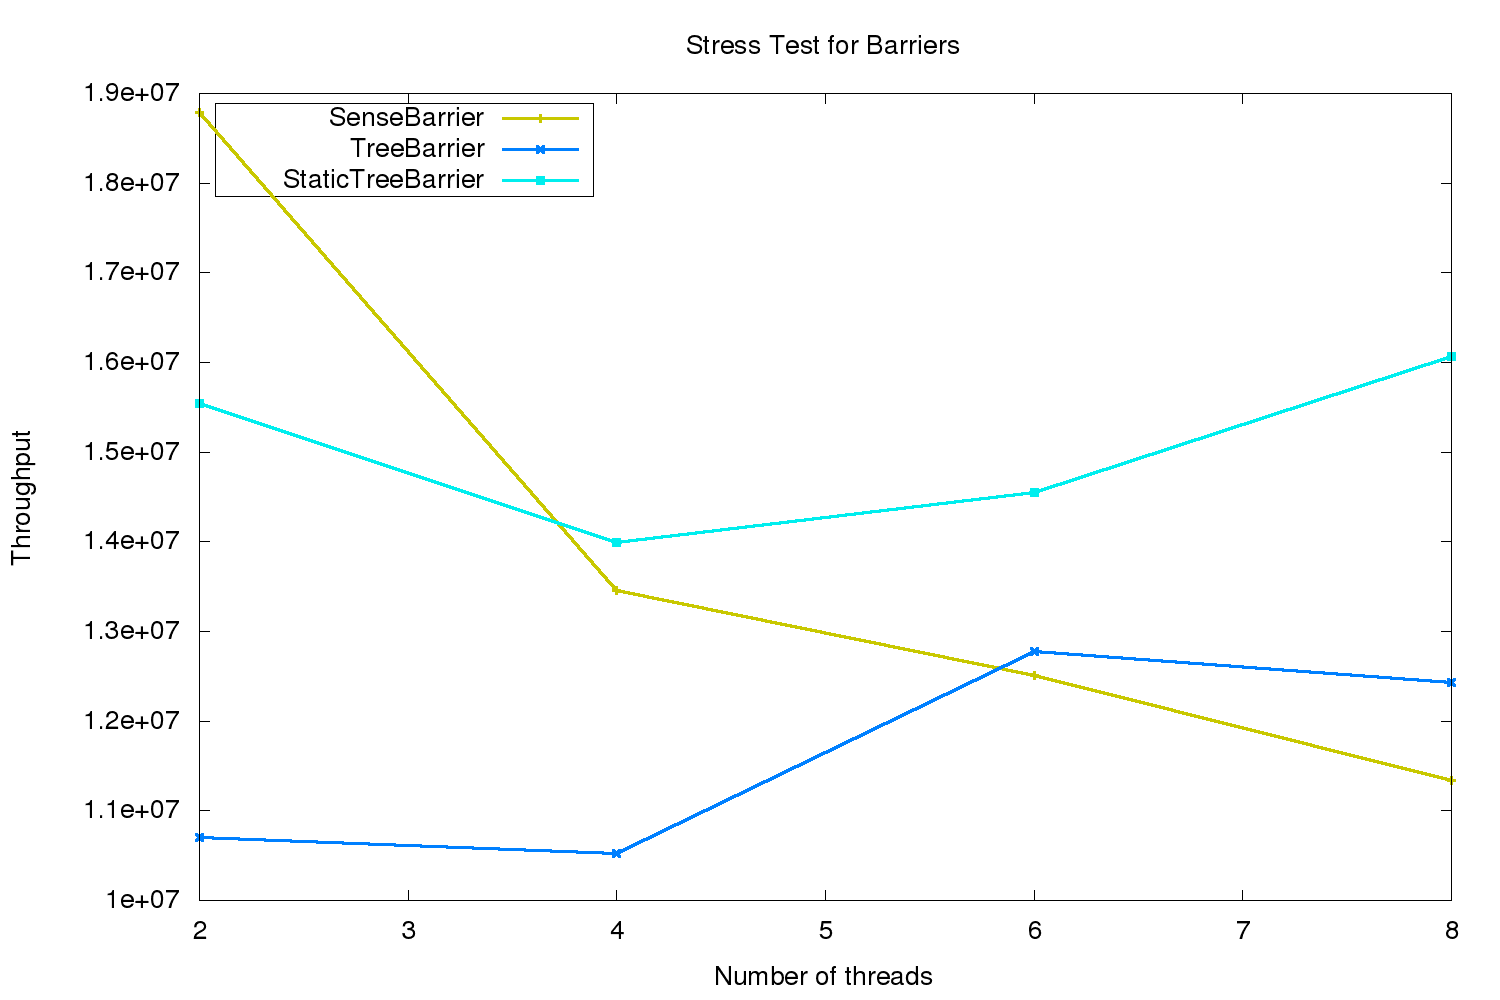 Stress Test for Barriers
1.9e+07
1.8e+07
1.7e+07
1.6e+07
1.5e+07
1.4e+07
1.3e+07
1.2e+07
1.1e+07
1e+07
SenseBarrier
TreeBarrier
StaticTreeBarrier
Throughput
2 3 4 5 6 7 8
Number of threads